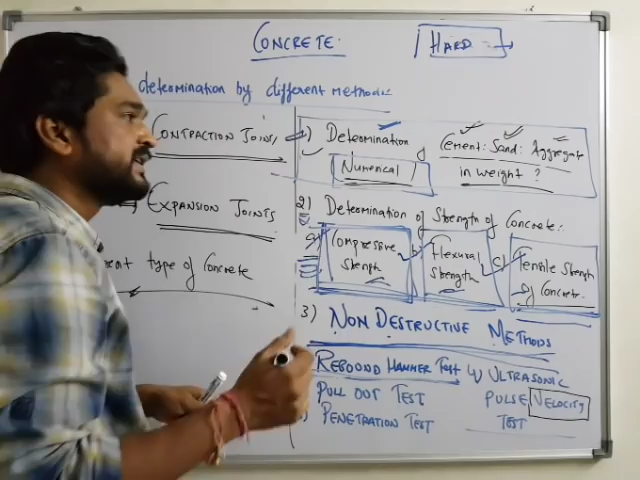 CONCRETE.
HARD
determination by different methods
CONTRACTION JOINTS
EXPANSION JOINTS
type of Concrete
1) Determination of Cement: Sand: Aggregate
Numerical in weight ?
2) Determination of Strength of Concrete:
a) Compressive Strength
b) Flexural Strength
c) Tensile Strength of Concrete.
3) NON DESTRUCTIVE METHODS
REBOUND HAMMER TEST
PULL OUT TEST
PENETRATION TEST
ULTRASONIC
PULSE VELOCITY
TEST